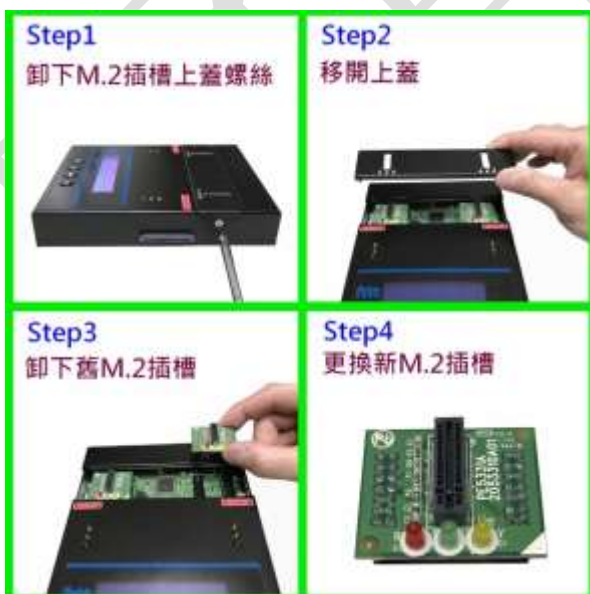 Step1
卸下M.2插槽上蓋螺絲
Step2
移開上蓋
Step3
卸下舊M.2插槽
Step4
更換新M.2插槽
PE5331A